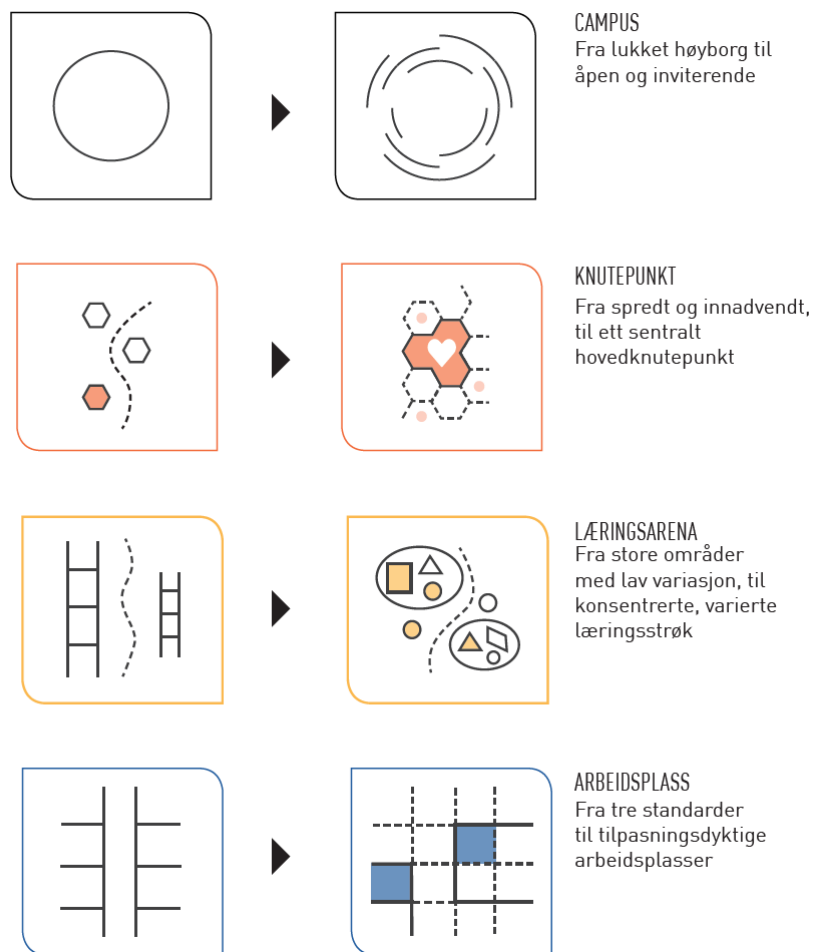 CAMPUS
Fra lukket høyborg til
åpen og inviterende
KNUTEPUNKT
Fra spredt og innadvendt,
til ett sentralt
hovedknutepunkt
LÆRINGSARENA
Fra store områder
med lav variasjon, til
konsentrerte, varierte
læringsstrøk
ARBEIDSPLASS
Fra tre standarder
til tilpasningsdyktige
arbeidsplasser